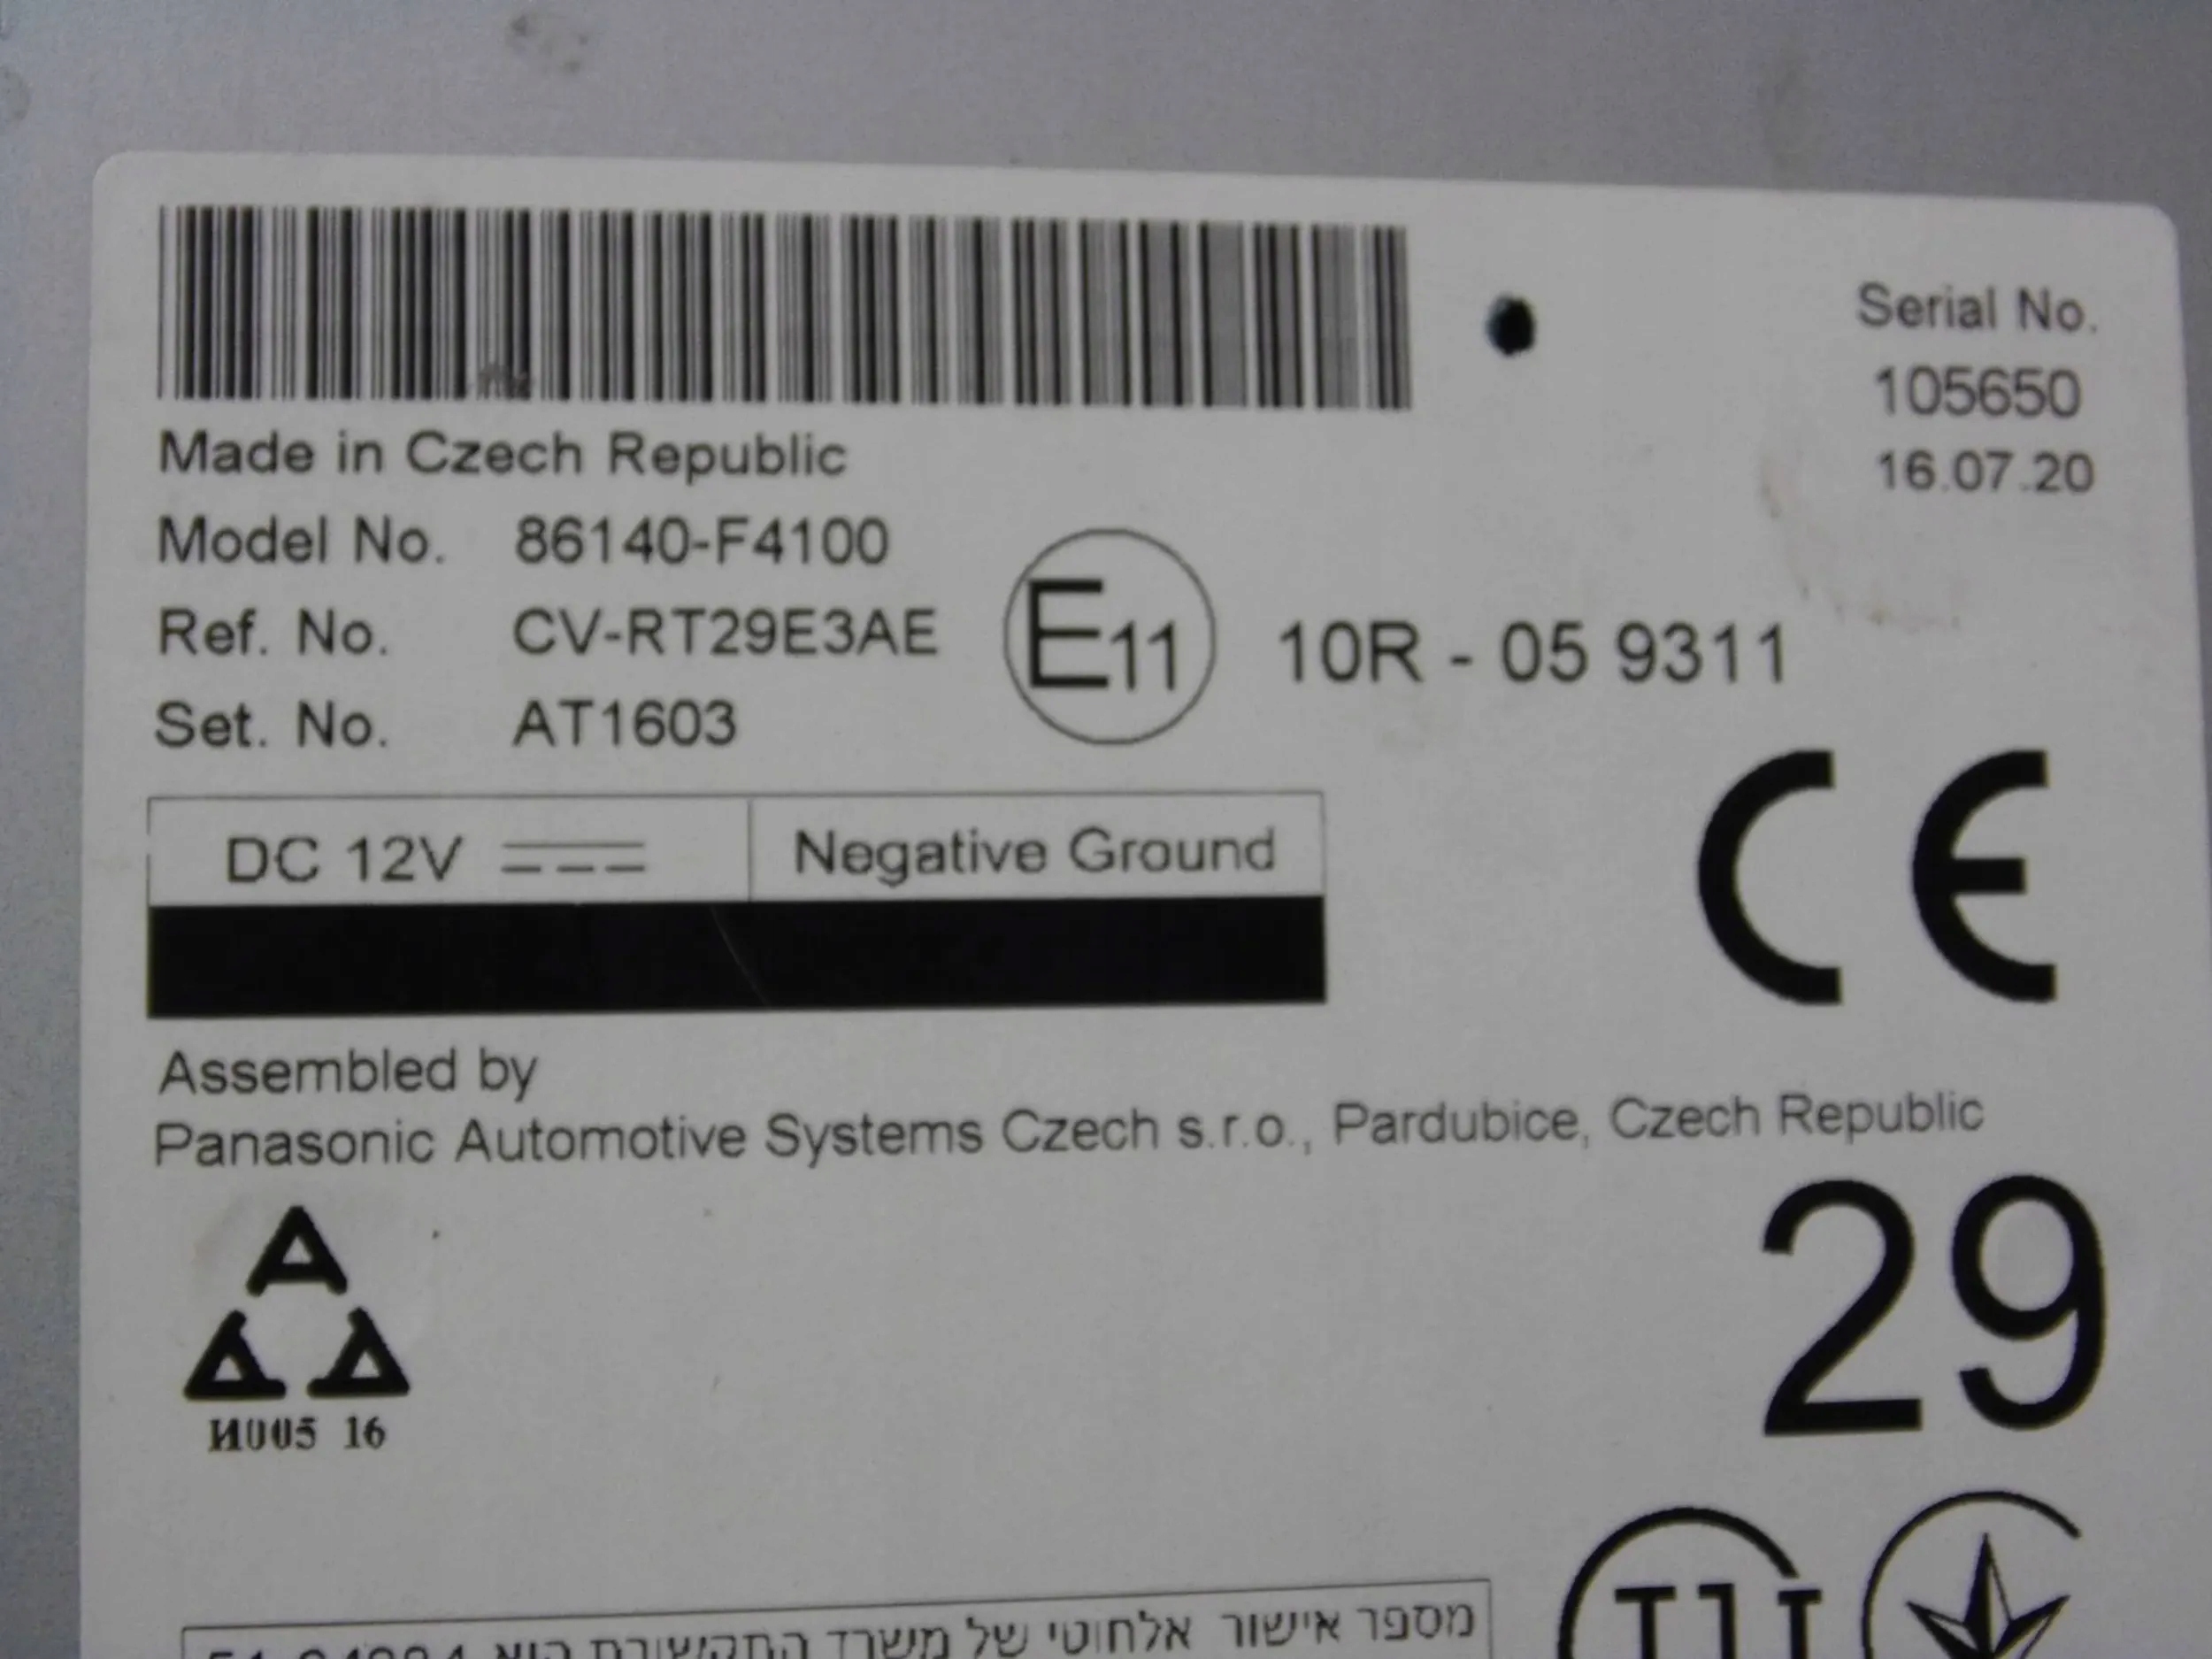 Serial No.
105650
16.07.20
Made in Czech Republic
Model No. 86140-F4100
Ref. No. CV-RT29E3AE
Set. No. AT1603
E11 10R - 05 9311
DC 12V Negative Ground
CE
Assembled by
Panasonic Automotive Systems Czech s.r.o., Pardubice, Czech Republic
И005 16
29
מספר אישור אלחוטי של משרד התקשורת הוא